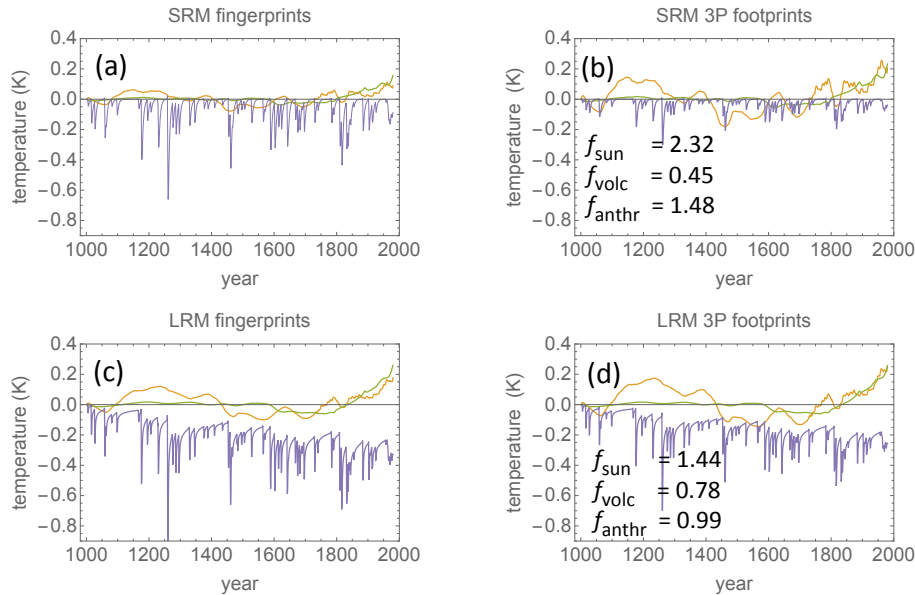 SRM fingerprints
temperature (K)
0.4
0.2
0.0
−0.2
−0.4
−0.6
−0.8
(a)
1000 1200 1400 1600 1800 2000
year
SRM 3P footprints
temperature (K)
0.4
0.2
0.0
−0.2
−0.4
−0.6
−0.8
(b)
fsun = 2.32
fvolc = 0.45
fanthr = 1.48
1000 1200 1400 1600 1800 2000
year
LRM fingerprints
temperature (K)
0.4
0.2
0.0
−0.2
−0.4
−0.6
−0.8
(c)
1000 1200 1400 1600 1800 2000
year
LRM 3P footprints
temperature (K)
0.4
0.2
0.0
−0.2
−0.4
−0.6
−0.8
(d)
fsun = 1.44
fvolc = 0.78
fanthr = 0.99
1000 1200 1400 1600 1800 2000
year